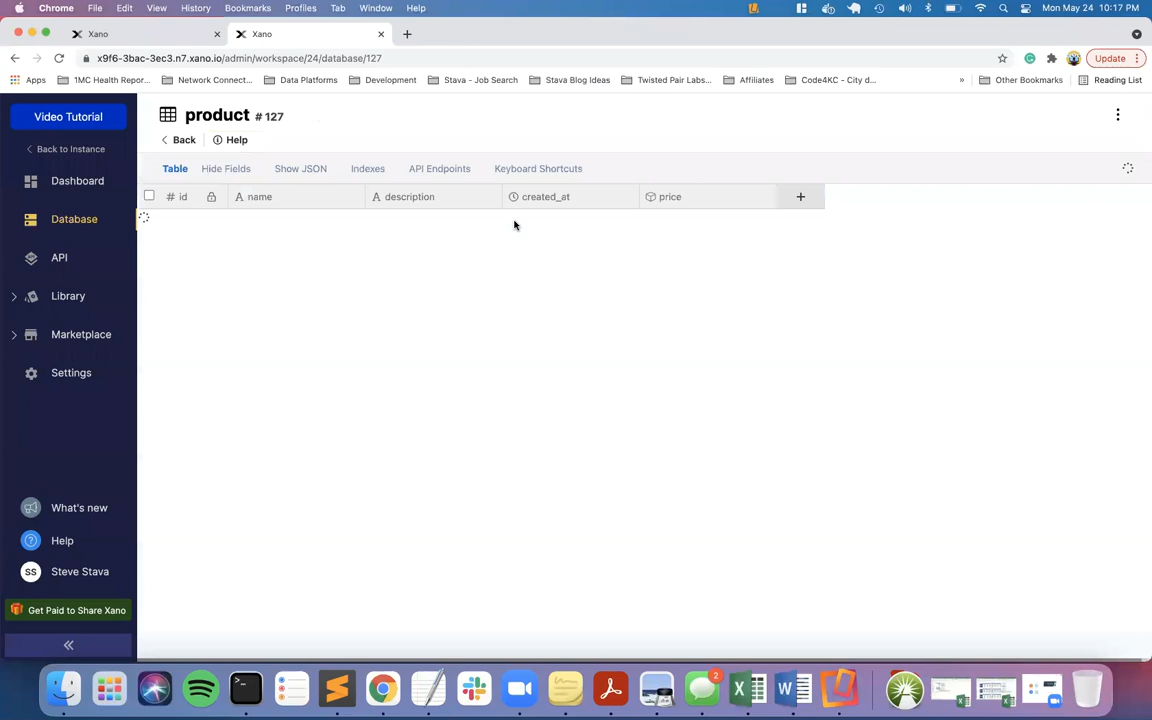 Chrome File Edit View History Bookmarks Profiles Tab Window Help Mon May 24 10:17 PM
Xano Xano
x9f6-3bac-3ec3.n7.xano.io/admin/workspace/24/database/127 Update
Apps 1MC Health Repor... Network Connect... Data Platforms Development Stava - Job Search Stava Blog Ideas Twisted Pair Labs... Affiliates Code4KC - City d... » Other Bookmarks Reading List
Video Tutorial
Back to Instance
Dashboard
Database
API
Library
Marketplace
Settings
What's new
Help
SS Steve Stava
Get Paid to Share Xano
product # 127
Back Help
Table Hide Fields Show JSON Indexes API Endpoints Keyboard Shortcuts
# id A name A description created_at price +
2